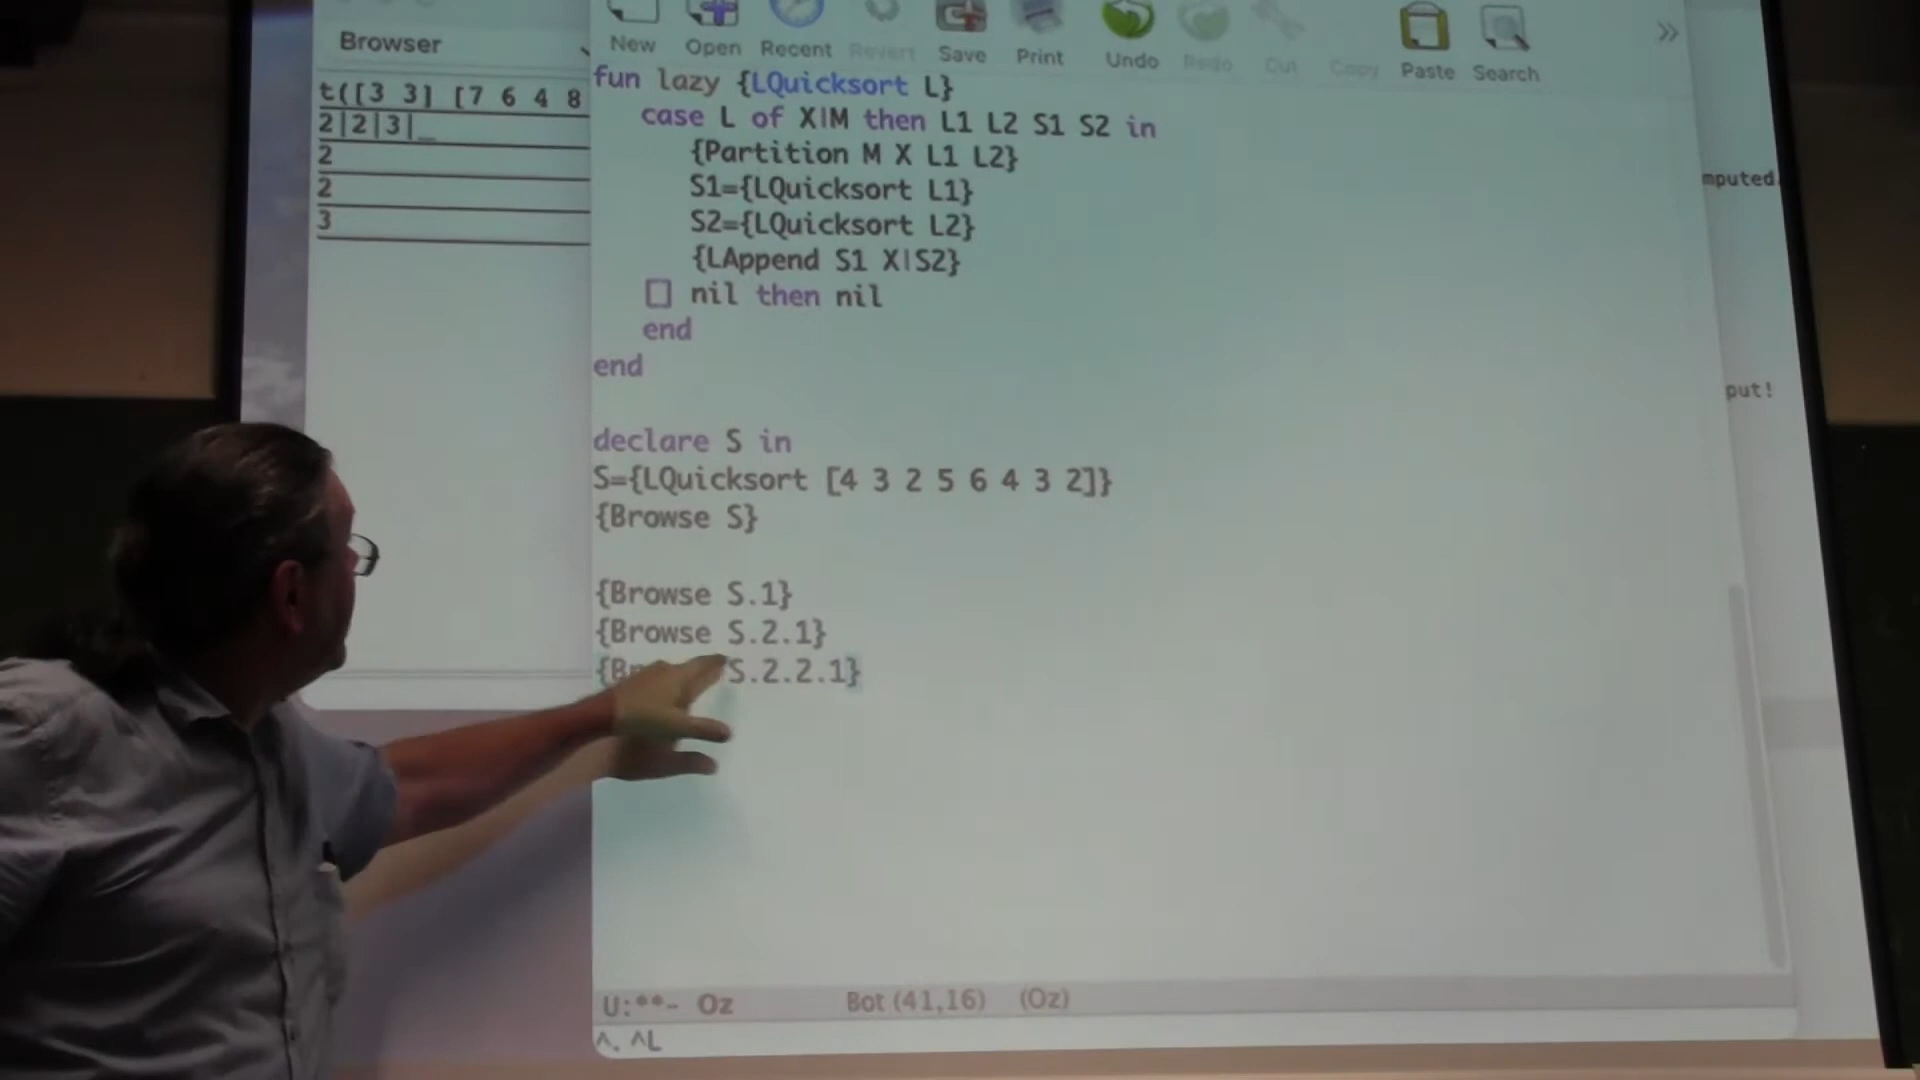 Browser
t([3 3] [7 6 4 8
2|2|3|_
2
2
3
New Open Recent Revert Save Print Undo Redo Cut Copy Paste Search
fun lazy {LQuicksort L}
case L of X|M then L1 L2 S1 S2 in
{Partition M X L1 L2}
S1={LQuicksort L1}
S2={LQuicksort L2}
{LAppend S1 X|S2}
[] nil then nil
end
end
declare S in
S={LQuicksort [4 3 2 5 6 4 3 2]}
{Browse S}
{Browse S.1}
{Browse S.2.1}
S.2.2.1}
U:**- Oz Bot (41,16) (Oz)
^. ^L
mputed.
put!